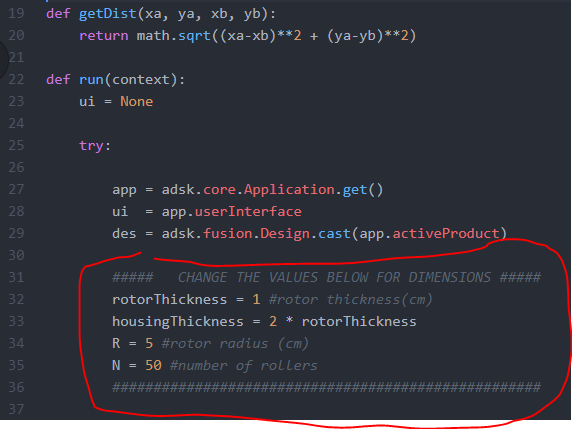 19 def getDist(xa, ya, xb, yb):
20 return math.sqrt((xa-xb)**2 + (ya-yb)**2)
21
22 def run(context):
23 ui = None
24
25 try:
26
27 app = adsk.core.Application.get()
28 ui  = app.userInterface
29 des = adsk.fusion.Design.cast(app.activeProduct)
30
31 #####   CHANGE THE VALUES BELOW FOR DIMENSIONS #####
32 rotorThickness = 1 #rotor thickness(cm)
33 housingThickness = 2 * rotorThickness
34 R = 5 #rotor radius (cm)
35 N = 50 #number of rollers
36 ####################################################
37